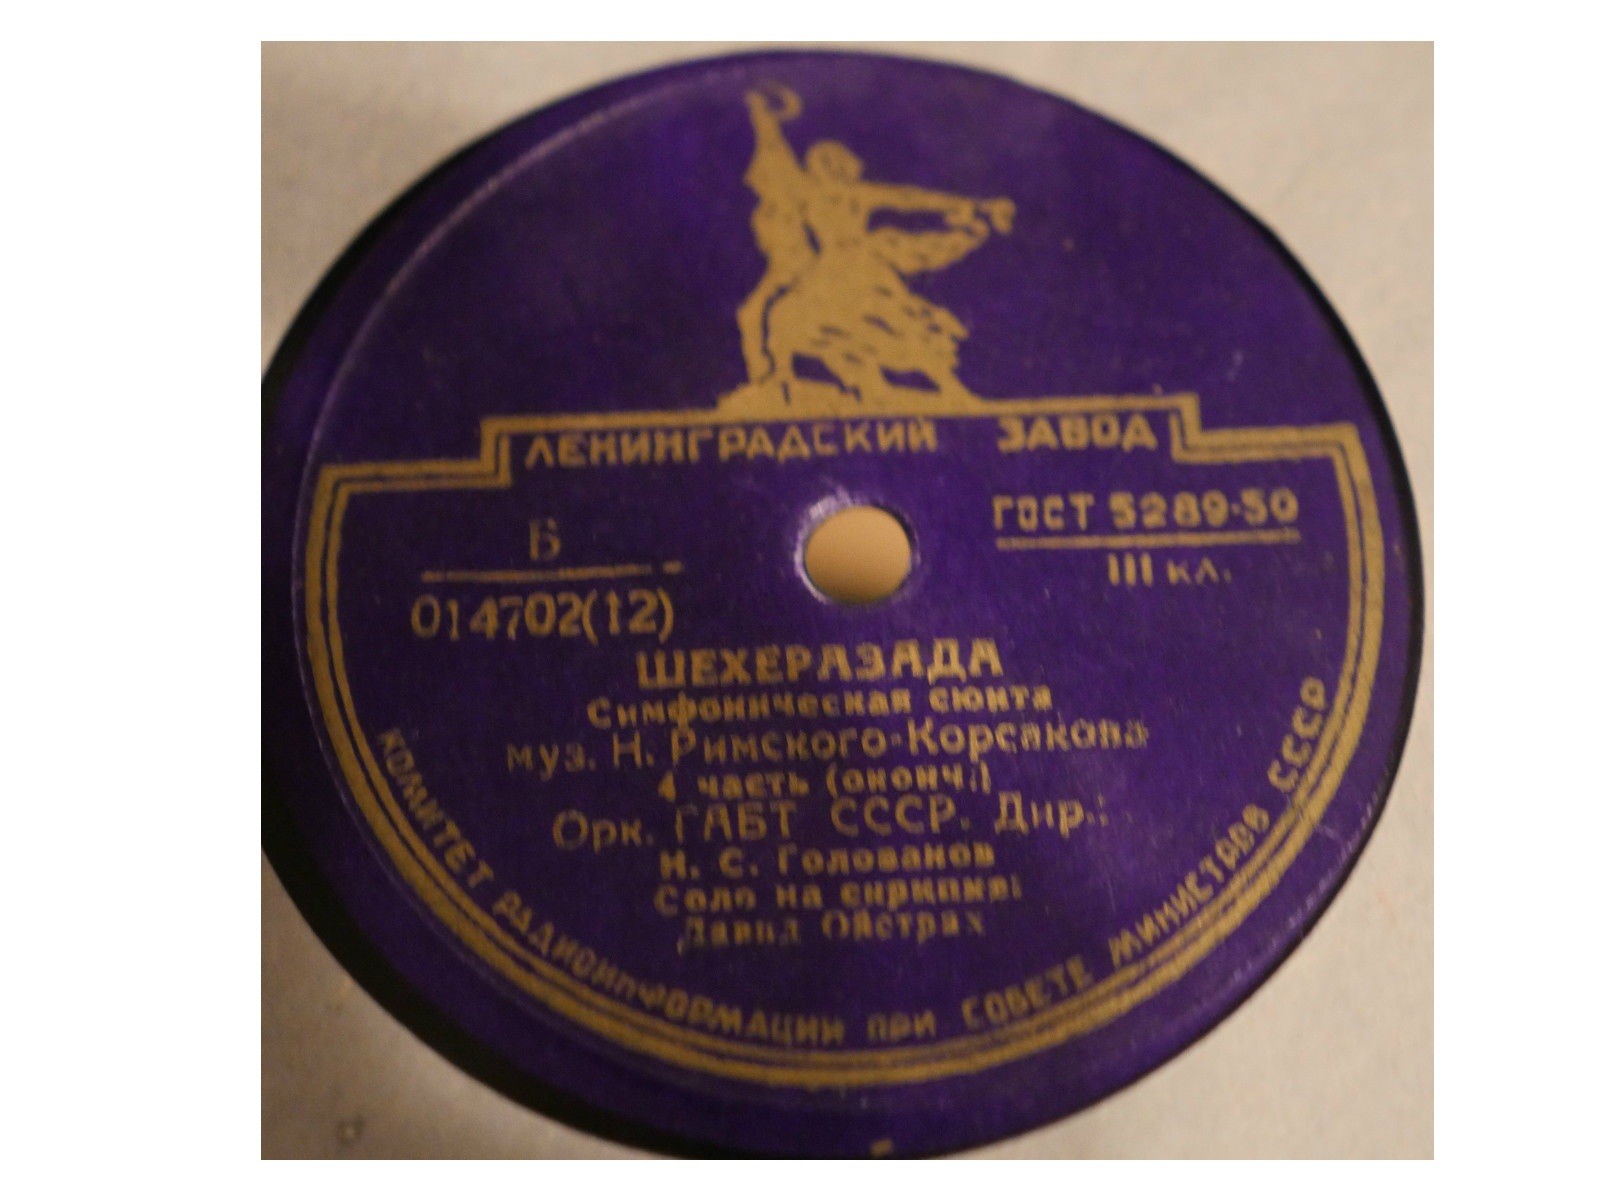 ЛЕНИНГРАДСКИЙ ЗАВОД
ГОСТ 5289-50
Б
III кл.
014702(12)
ШЕХЕРАЗАДА
Симфоническая сюита
муз. Н. Римского-Корсакова
4 часть (оконч.)
Орк. ГАБТ СССР. Дир.:
Н. С. Голованов
Соло на скрипке:
Давид Ойстрах
КОМИТЕТ РАДИОИНФОРМАЦИИ ПРИ СОВЕТЕ МИНИСТРОВ СССР